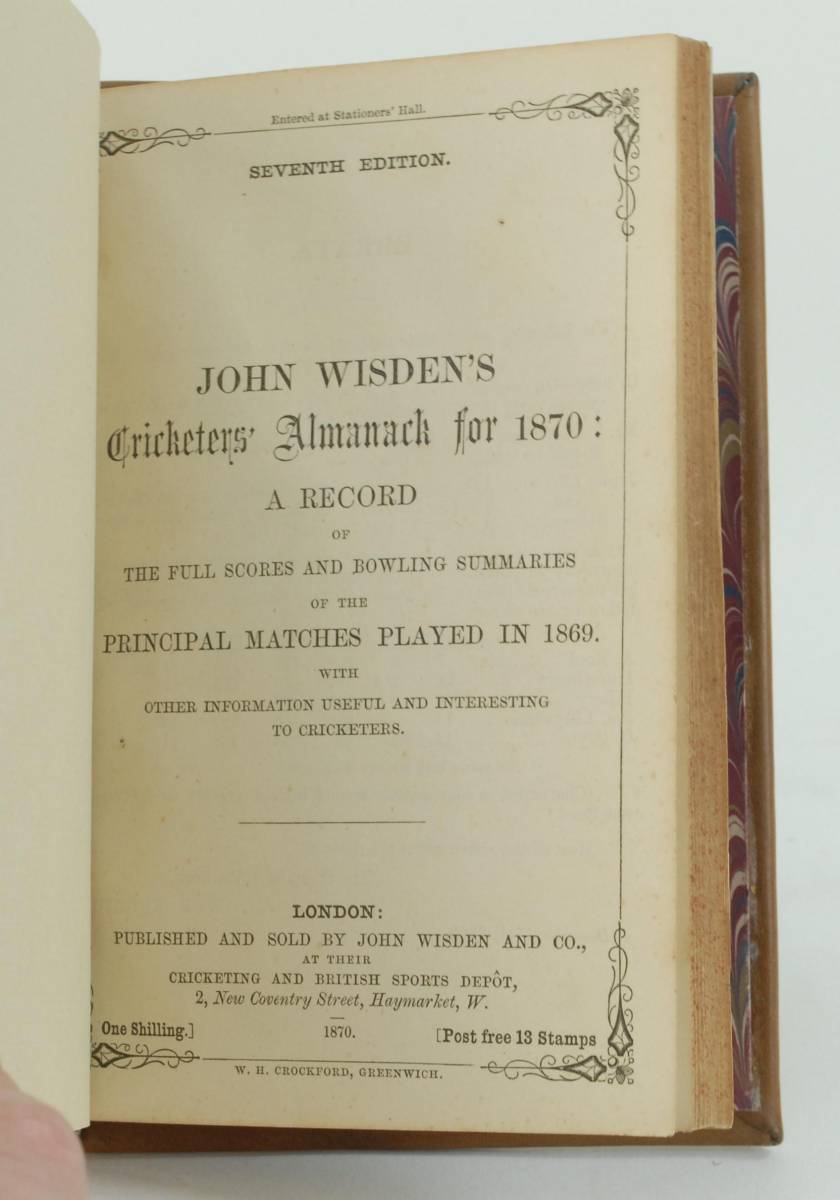 Entered at Stationers' Hall.
SEVENTH EDITION.
JOHN WISDEN'S
Cricketers' Almanack for 1870:
A RECORD
OF
THE FULL SCORES AND BOWLING SUMMARIES
OF THE
PRINCIPAL MATCHES PLAYED IN 1869.
WITH
OTHER INFORMATION USEFUL AND INTERESTING
TO CRICKETERS.
LONDON:
PUBLISHED AND SOLD BY JOHN WISDEN AND CO.,
AT THEIR
CRICKETING AND BRITISH SPORTS DEPÔT,
2, New Coventry Street, Haymarket, W.
One Shilling.] 1870. [Post free 13 Stamps
W. H. CROCKFORD, GREENWICH.